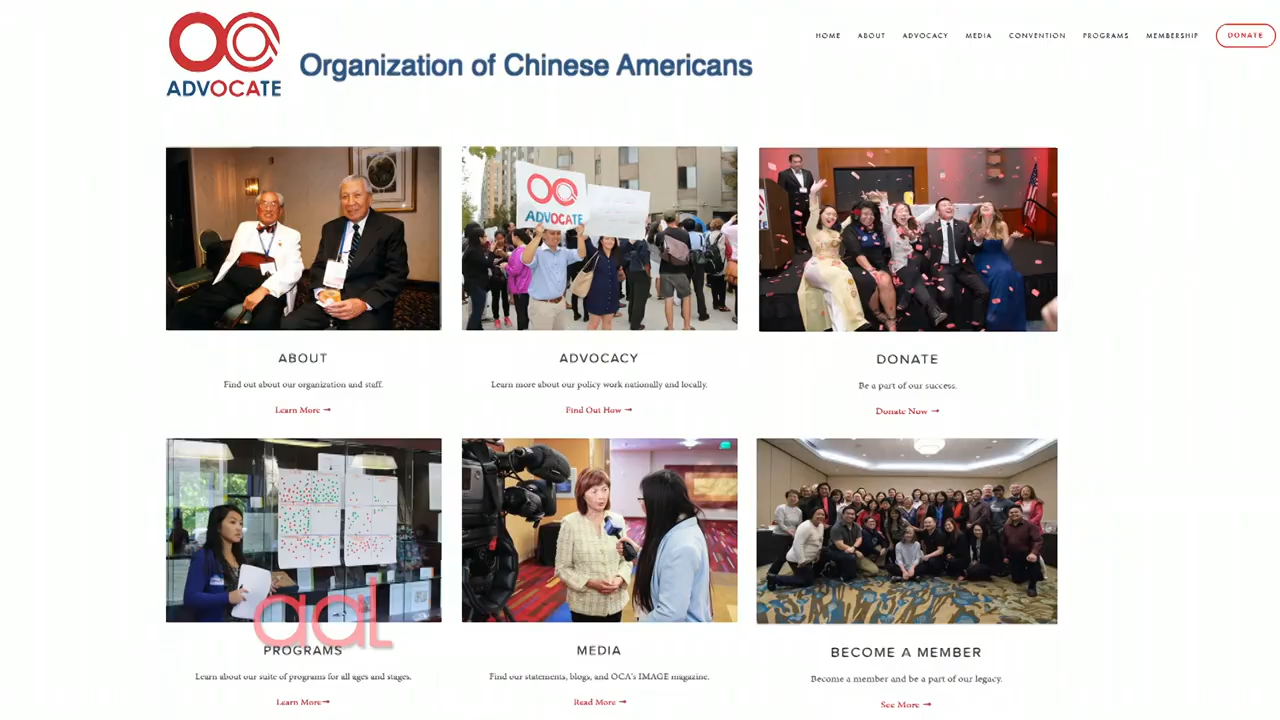 OCA
ADVOCATE
Organization of Chinese Americans
HOME ABOUT ADVOCACY MEDIA CONVENTION PROGRAMS MEMBERSHIP DONATE
OCA
ADVOCATE
ABOUT
Find out about our organization and staff.
Learn More →
ADVOCACY
Learn more about our policy work nationally and locally.
Find Out How →
DONATE
Be a part of our success.
Donate Now →
aal
PROGRAMS
Learn about our suite of programs for all ages and stages.
Learn More →
MEDIA
Find our statements, blogs, and OCA's IMAGE magazine.
Read More →
BECOME A MEMBER
Become a member and be a part of our legacy.
See More →